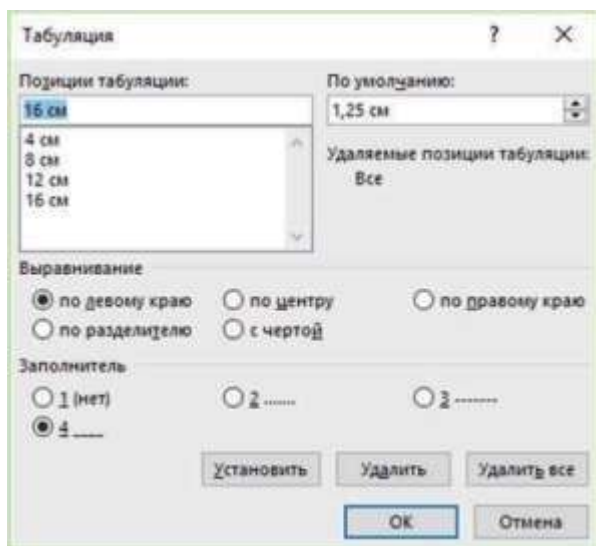 Табуляция ? ×
Позиции табуляции: По умолчанию:
16 см 1,25 см
4 см
8 см
12 см
16 см
Удаляемые позиции табуляции:
Все
Выравнивание
по левому краю по центру по правому краю
по разделителю с чертой
Заполнитель
1 (нет) 2 ....... 3 -------
4 ____
Установить Удалить Удалить все
ОК Отмена